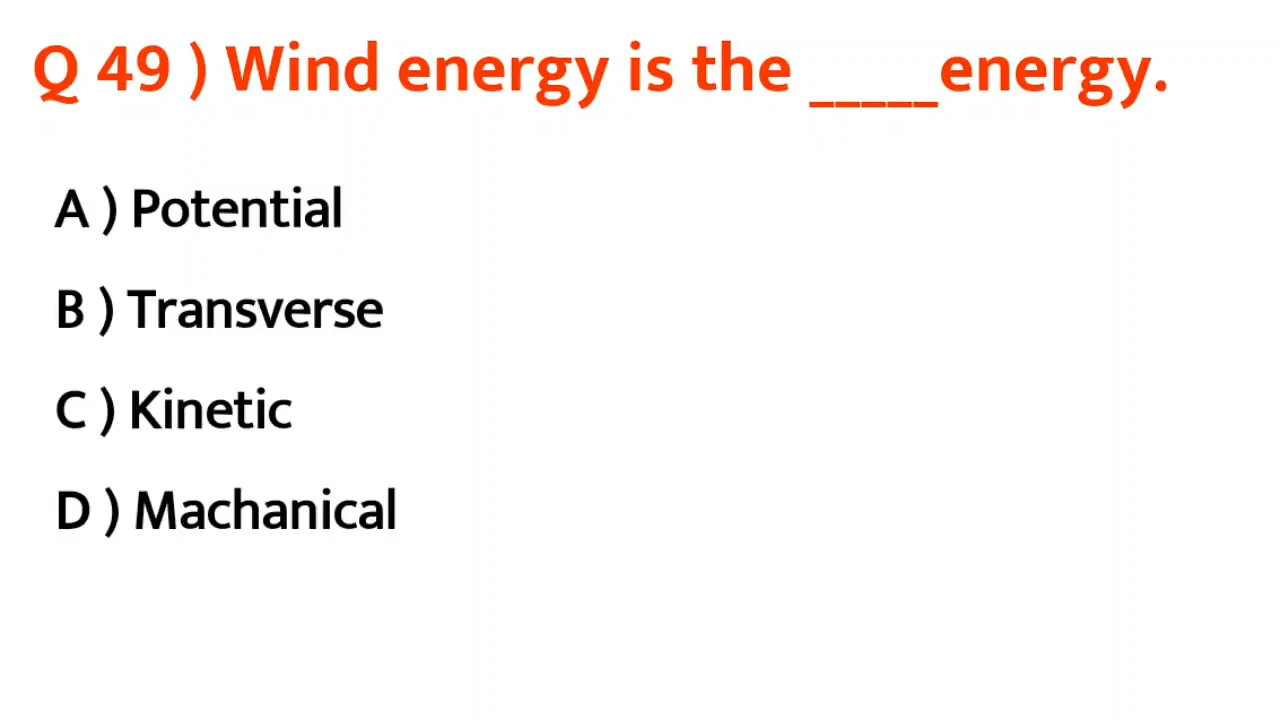 Q 49 ) Wind energy is the _____energy.
A ) Potential
B ) Transverse
C ) Kinetic
D ) Machanical